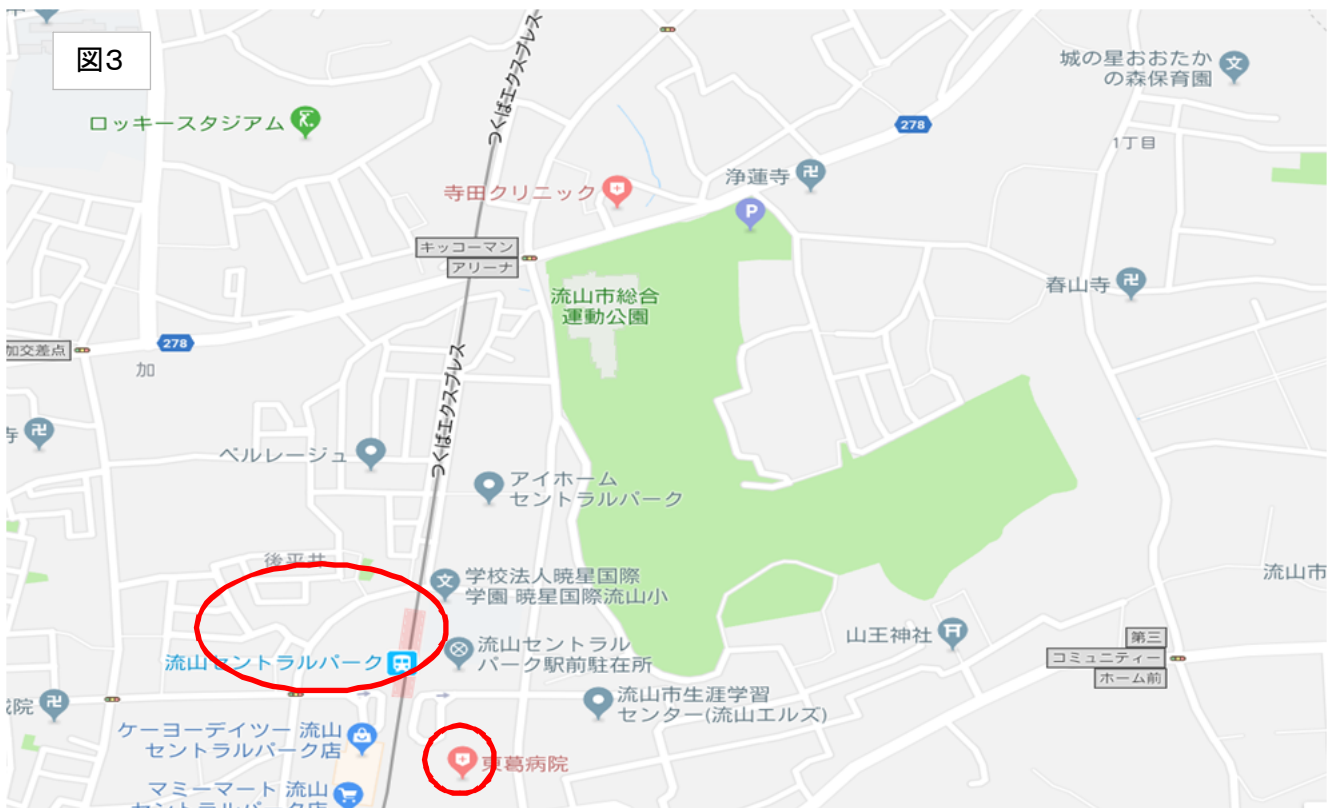 図3
つくばエクスプレス
城の星おおたか
の森保育園
ロッキースタジアム
278
1丁目
浄蓮寺
寺田クリニック
P
キッコーマン
アリーナ
春山寺
流山市総合
運動公園
加交差点
278
加
つくばエクスプレス
寺
ベルレージュ
アイホーム
セントラルパーク
後平井
学校法人暁星国際
学園 暁星国際流山小
流山市
流山セントラルパーク
流山セントラル
パーク駅前駐在所
山王神社
第三
コミュニティー
ホーム前
院
流山市生涯学習
センター(流山エルズ)
ケーヨーデイツー 流山
セントラルパーク店
東葛病院
マミーマート 流山
セントラルパーク店